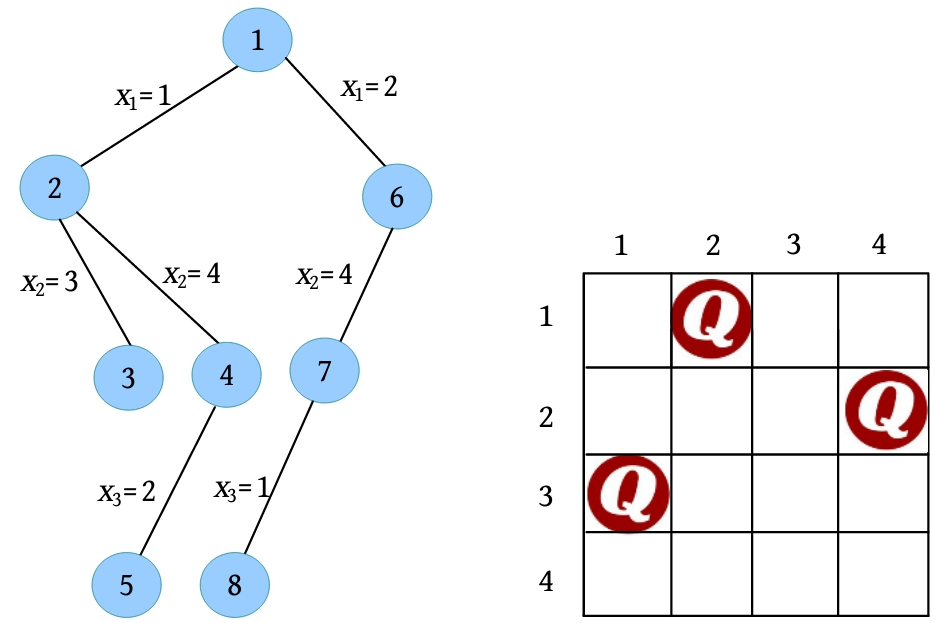 1
x₁= 1
x₁= 2
2
6
x₂= 3
x₂= 4
x₂= 4
3
4
7
x₃= 2
x₃= 1
5
8
1 2 3 4
1
Q
2
Q
3
Q
4